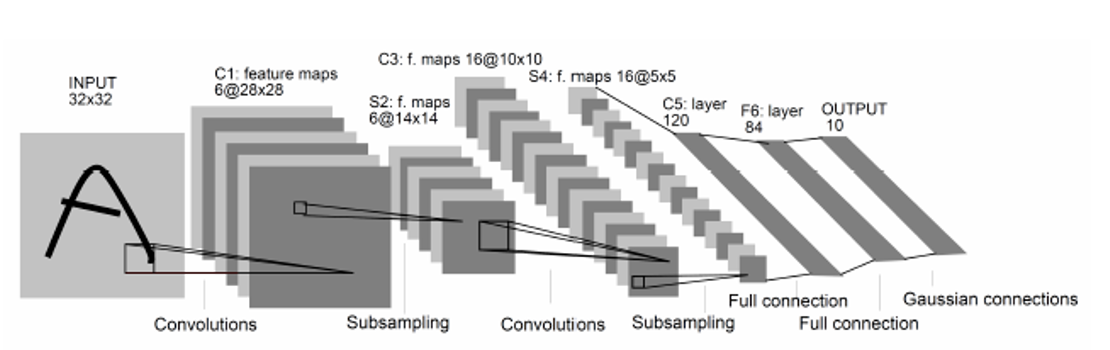 INPUT
32x32
C1: feature maps
6@28x28
S2: f. maps
6@14x14
C3: f. maps 16@10x10
S4: f. maps 16@5x5
C5: layer
120
F6: layer
84
OUTPUT
10
Convolutions
Subsampling
Convolutions
Subsampling
Full connection
Full connection
Gaussian connections